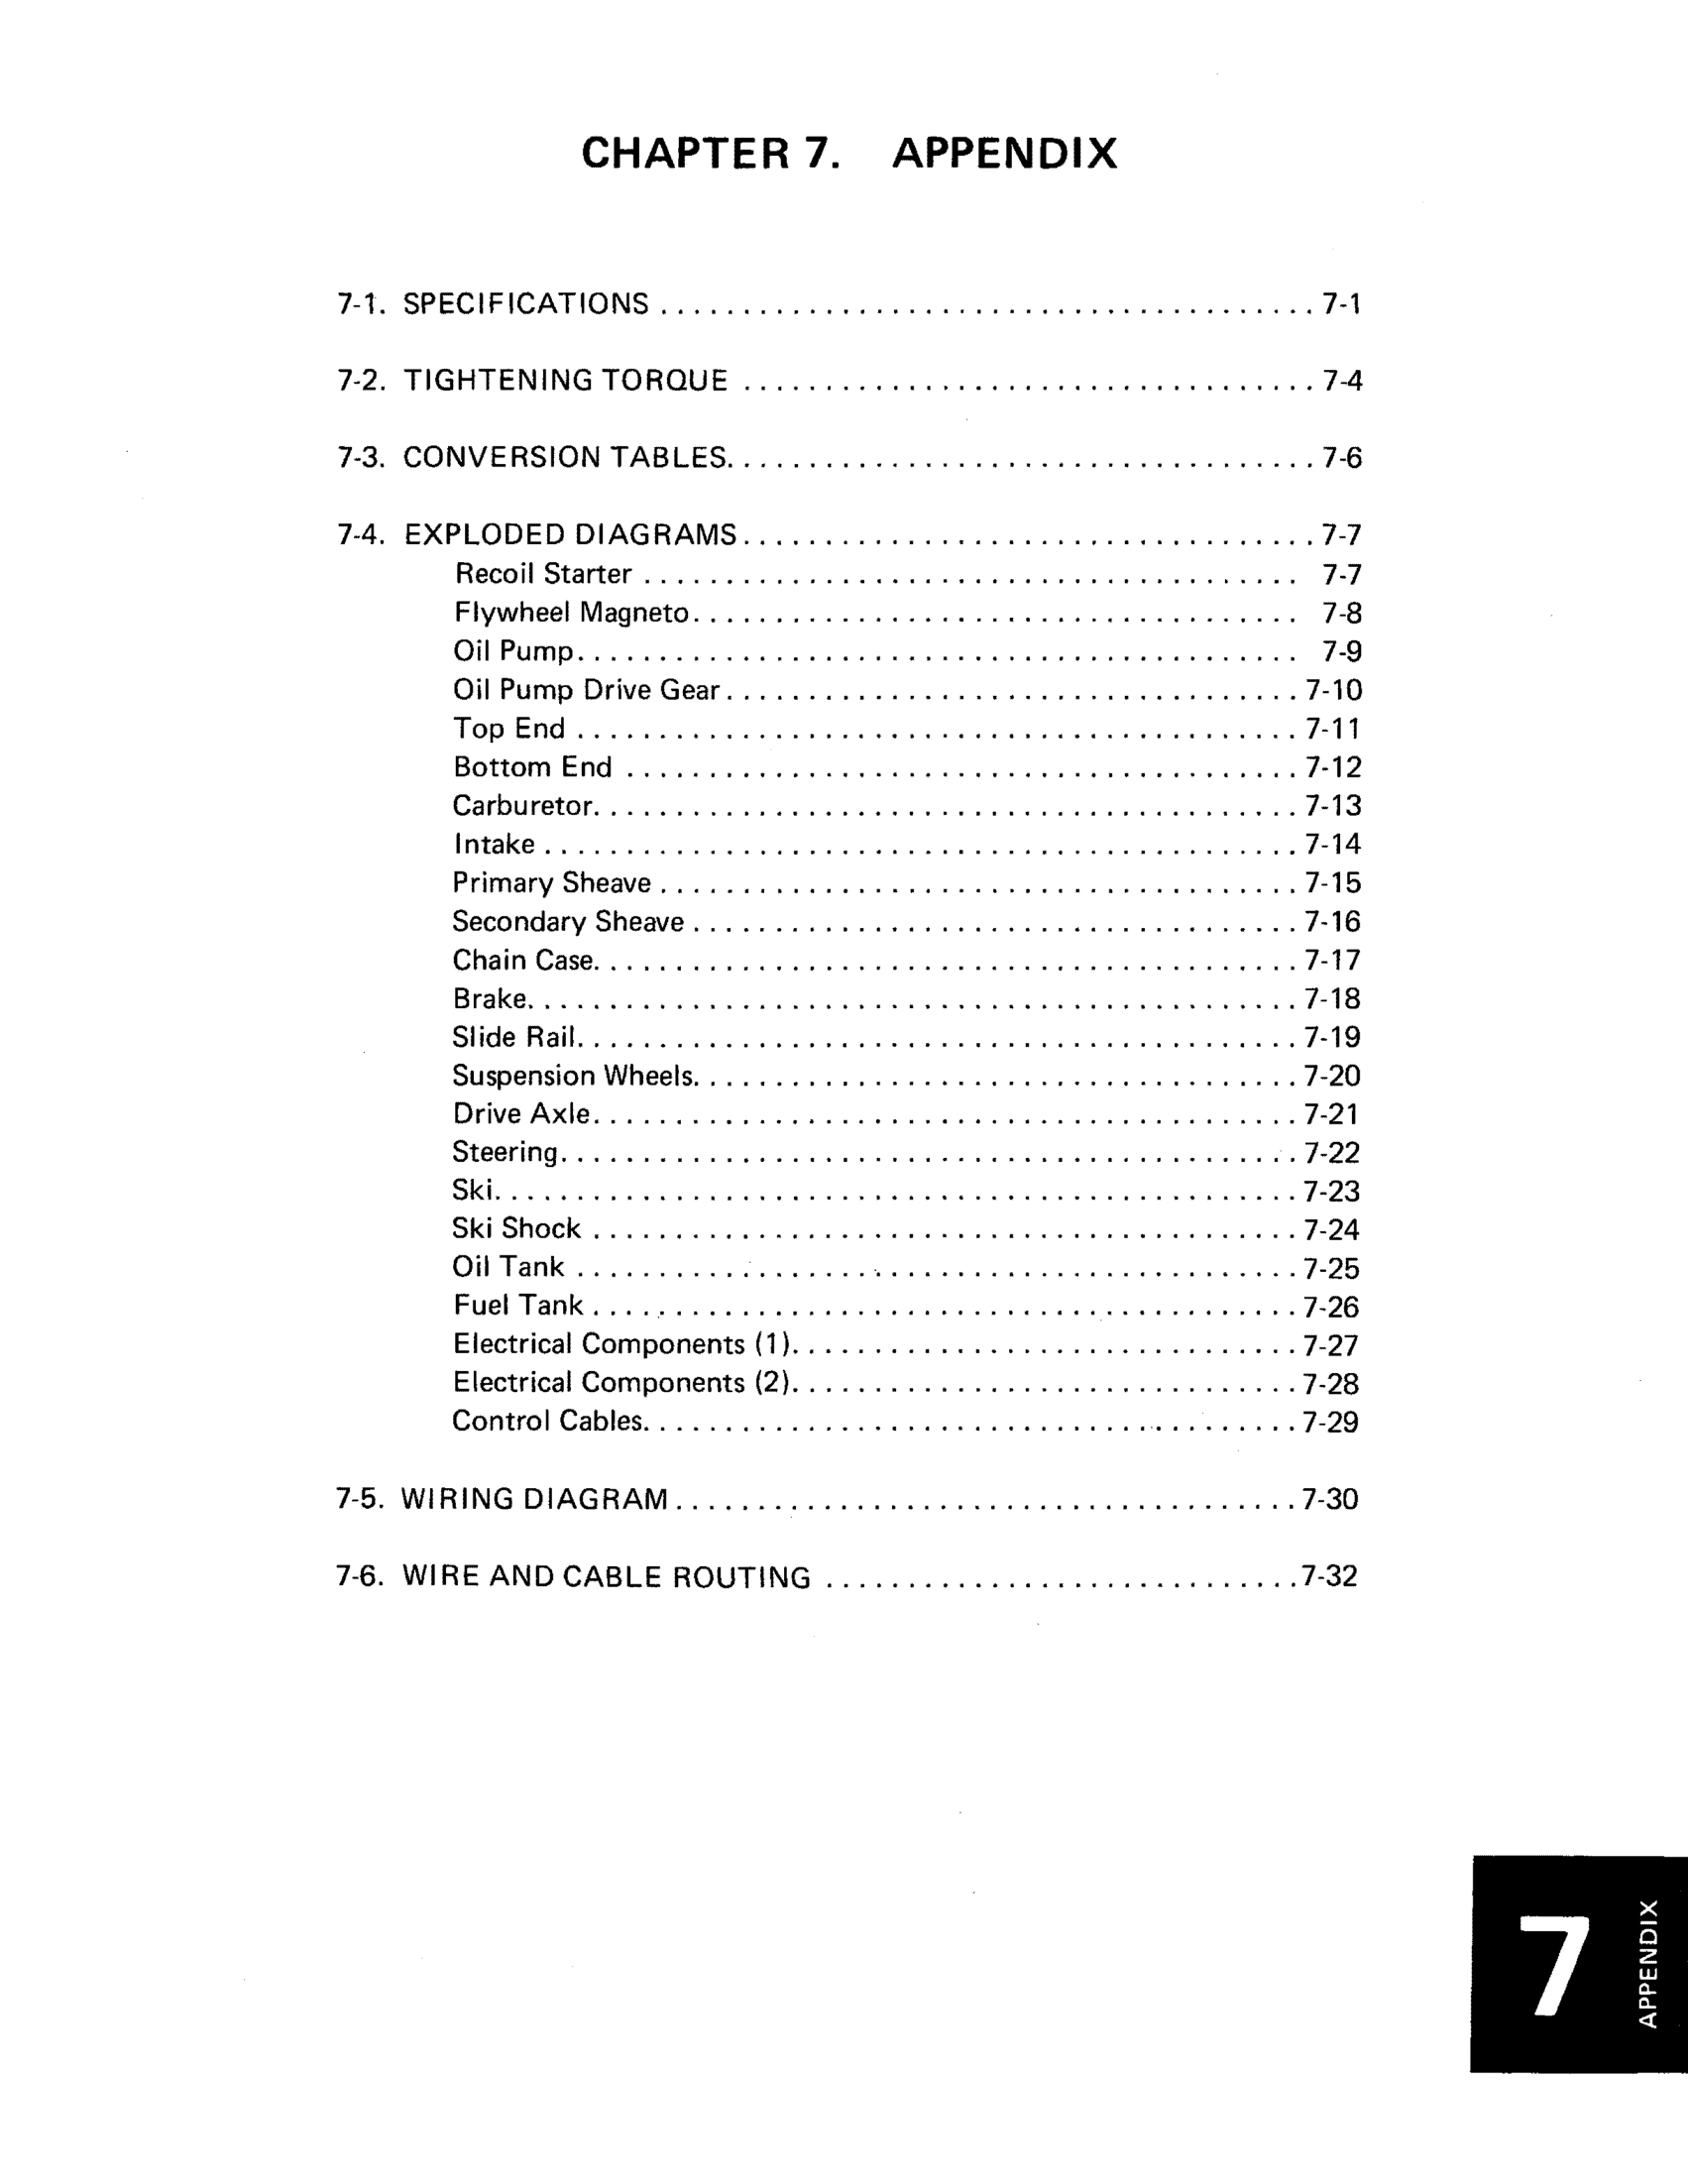 CHAPTER 7. APPENDIX
7-1. SPECIFICATIONS ........................................ 7-1
7-2. TIGHTENING TORQUE ................................... 7-4
7-3. CONVERSION TABLES.................................... 7-6
7-4. EXPLODED DIAGRAMS................................... 7-7
Recoil Starter ........................................ 7-7
Flywheel Magneto..................................... 7-8
Oil Pump............................................ 7-9
Oil Pump Drive Gear................................... 7-10
Top End ............................................ 7-11
Bottom End ......................................... 7-12
Carburetor........................................... 7-13
Intake .............................................. 7-14
Primary Sheave ....................................... 7-15
Secondary Sheave ..................................... 7-16
Chain Case........................................... 7-17
Brake............................................... 7-18
Slide Rail............................................ 7-19
Suspension Wheels..................................... 7-20
Drive Axle........................................... 7-21
Steering............................................. 7-22
Ski................................................. 7-23
Ski Shock ........................................... 7-24
Oil Tank ............................................ 7-25
Fuel Tank ........................................... 7-26
Electrical Components (1)............................... 7-27
Electrical Components (2)............................... 7-28
Control Cables........................................ 7-29
7-5. WIRING DIAGRAM ...................................... 7-30
7-6. WIRE AND CABLE ROUTING ............................. 7-32
7
APPENDIX